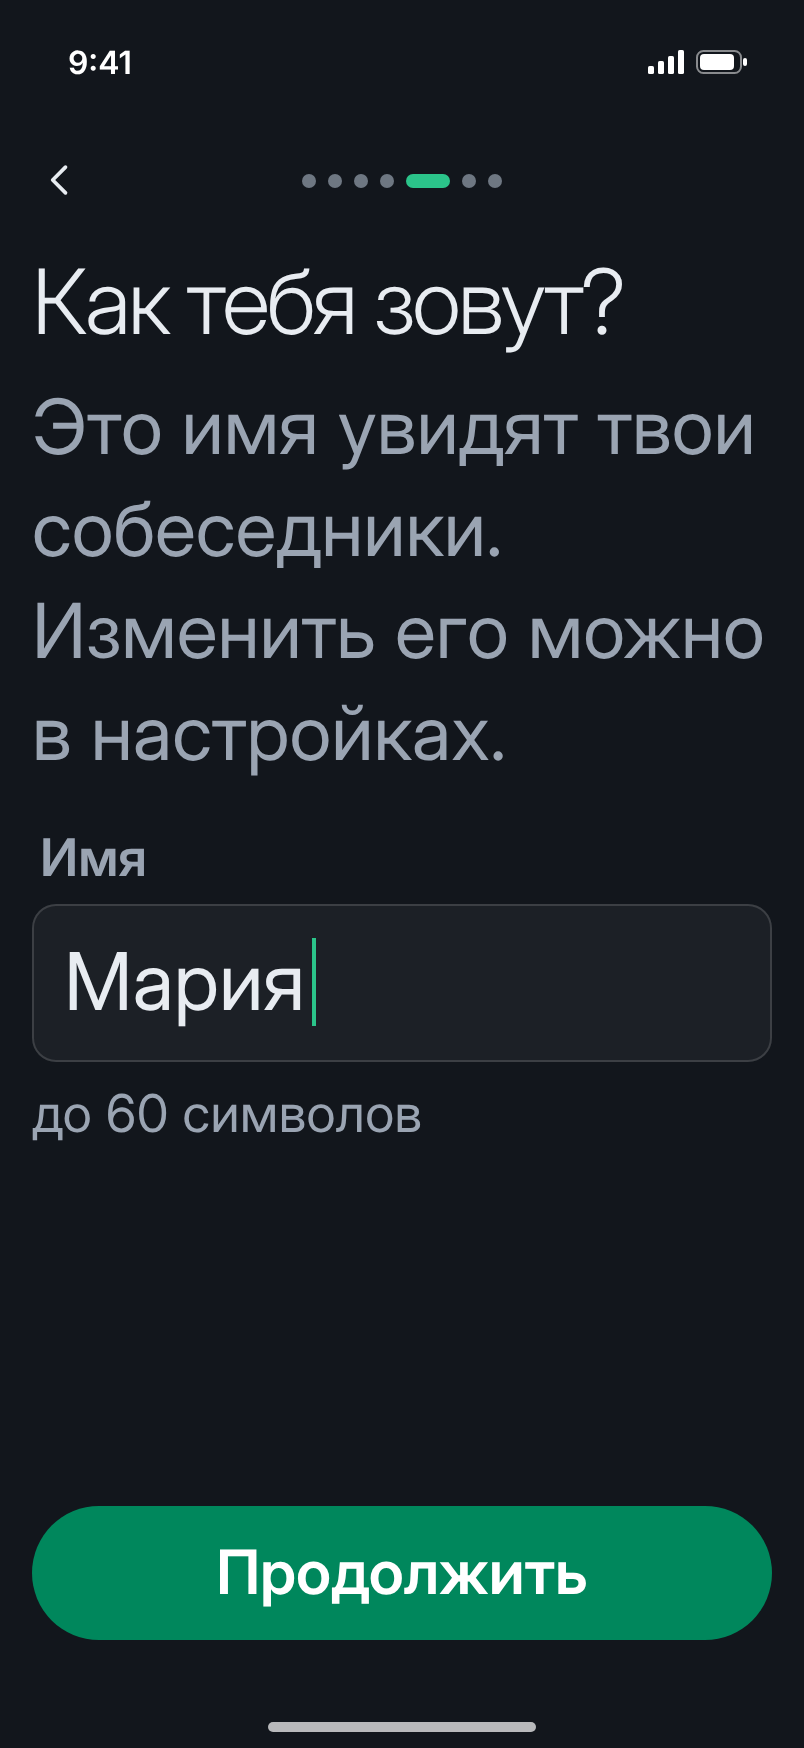 9:41
Как тебя зовут?
Это имя увидят твои
собеседники.
Изменить его можно
в настройках.
Имя
Мария
до 60 символов
Продолжить